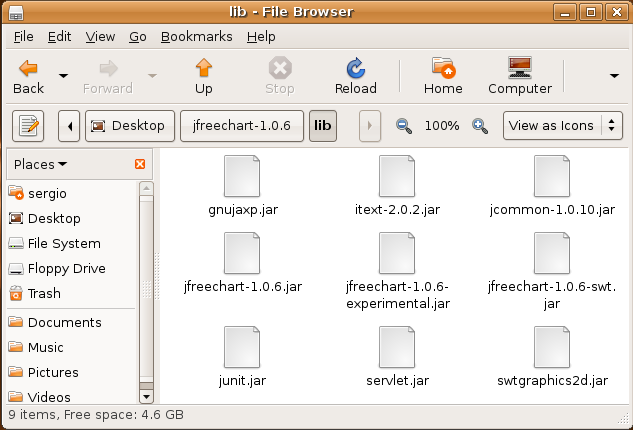 lib - File Browser
File Edit View Go Bookmarks Help
Back Forward Up Stop Reload Home Computer
Desktop jfreechart-1.0.6 lib 100% View as Icons
Places
sergio
Desktop
File System
Floppy Drive
Trash
Documents
Music
Pictures
Videos
gnujaxp.jar itext-2.0.2.jar jcommon-1.0.10.jar
jfreechart-1.0.6.jar jfreechart-1.0.6- jfreechart-1.0.6-swt.
experimental.jar jar
junit.jar servlet.jar swtgraphics2d.jar
9 items, Free space: 4.6 GB